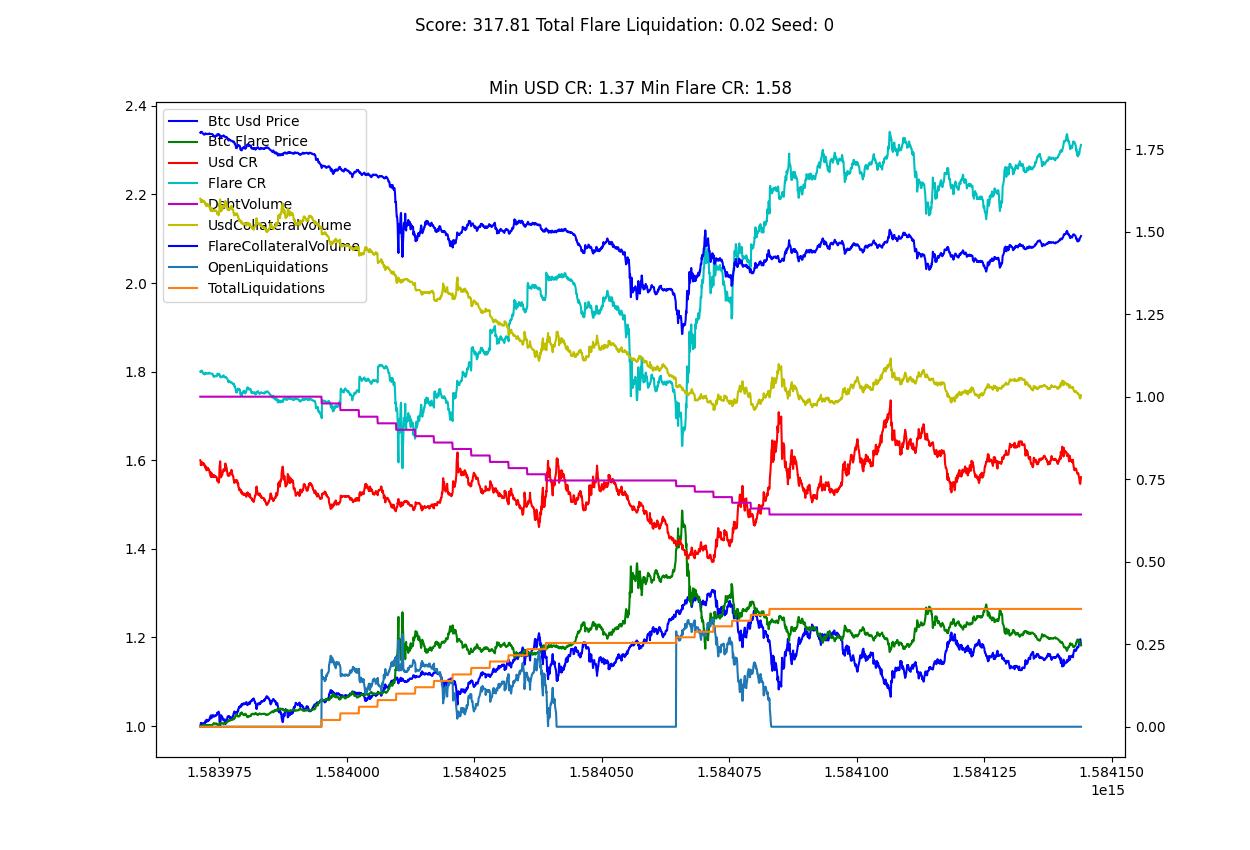 Score: 317.81 Total Flare Liquidation: 0.02 Seed: 0
Min USD CR: 1.37 Min Flare CR: 1.58
Btc Usd Price
Btc Flare Price
Usd CR
Flare CR
DebtVolume
UsdCollateralVolume
FlareCollateralVolume
OpenLiquidations
TotalLiquidations
2.4
2.2
2.0
1.8
1.6
1.4
1.2
1.0
1.75
1.50
1.25
1.00
0.75
0.50
0.25
0.00
1.583975 1.584000 1.584025 1.584050 1.584075 1.584100 1.584125 1.584150
1e15